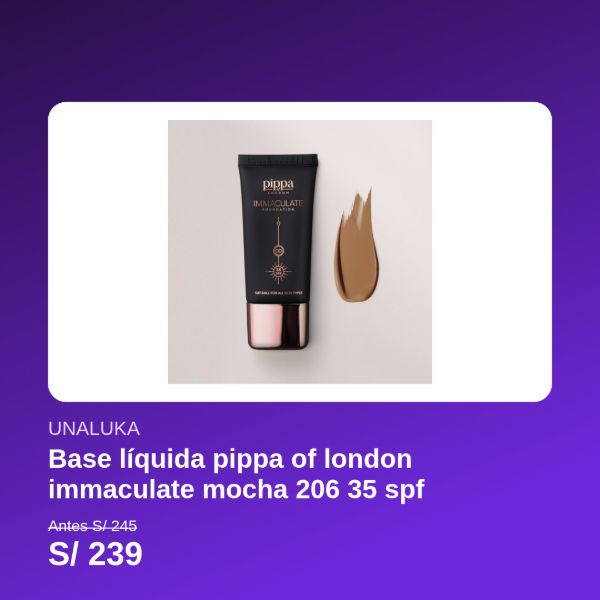 pippa
LONDON
IMMACULATE
FOUNDATION
SUITABLE FOR ALL SKIN TYPES
UNALUKA
Base líquida pippa of london
immaculate mocha 206 35 spf
Antes S/ 245
S/ 239